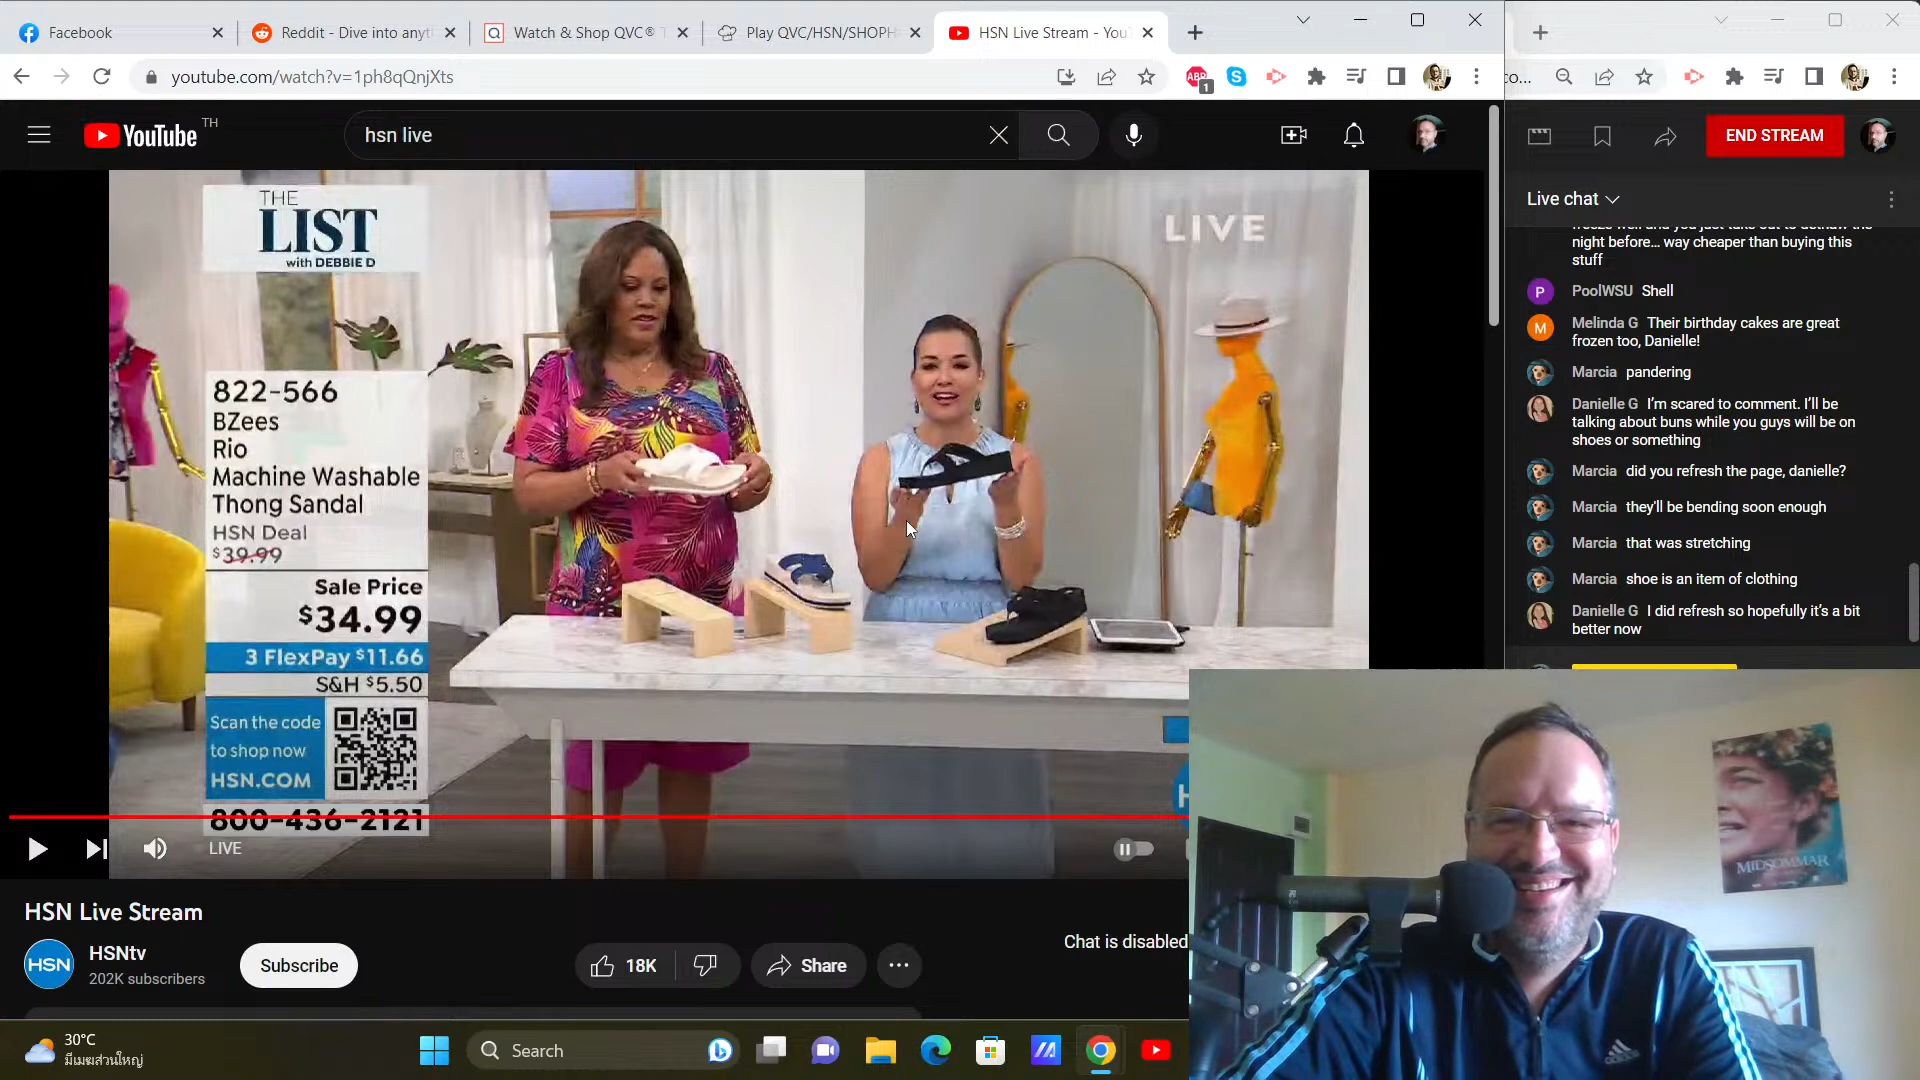 Facebook
Reddit - Dive into anyt
Watch & Shop QVC® T
Play QVC/HSN/SHOPH
HSN Live Stream - You
youtube.com/watch?v=1ph8qQnjXts
ABP
1
co...
YouTube
TH
hsn live
END STREAM
THE
LIST
with DEBBIE D
LIVE
822-566
BZees
Rio
Machine Washable
Thong Sandal
HSN Deal
$39.99
Sale Price
$34.99
3 FlexPay $11.66
S&H $5.50
Scan the code
to shop now
HSN.COM
800-436-2121
LIVE
HSN Live Stream
HSN
HSNtv
202K subscribers
Subscribe
18K
Share
Chat is disabled
Live chat
night before... way cheaper than buying this
stuff
P
PoolWSU Shell
M
Melinda G Their birthday cakes are great
frozen too, Danielle!
Marcia pandering
Danielle G I'm scared to comment. I'll be
talking about buns while you guys will be on
shoes or something
Marcia did you refresh the page, danielle?
Marcia they'll be bending soon enough
Marcia that was stretching
Marcia shoe is an item of clothing
Danielle G I did refresh so hopefully it's a bit
better now
MIDSOMMAR
adidas
30°C
มีเมฆส่วนใหญ่
Search